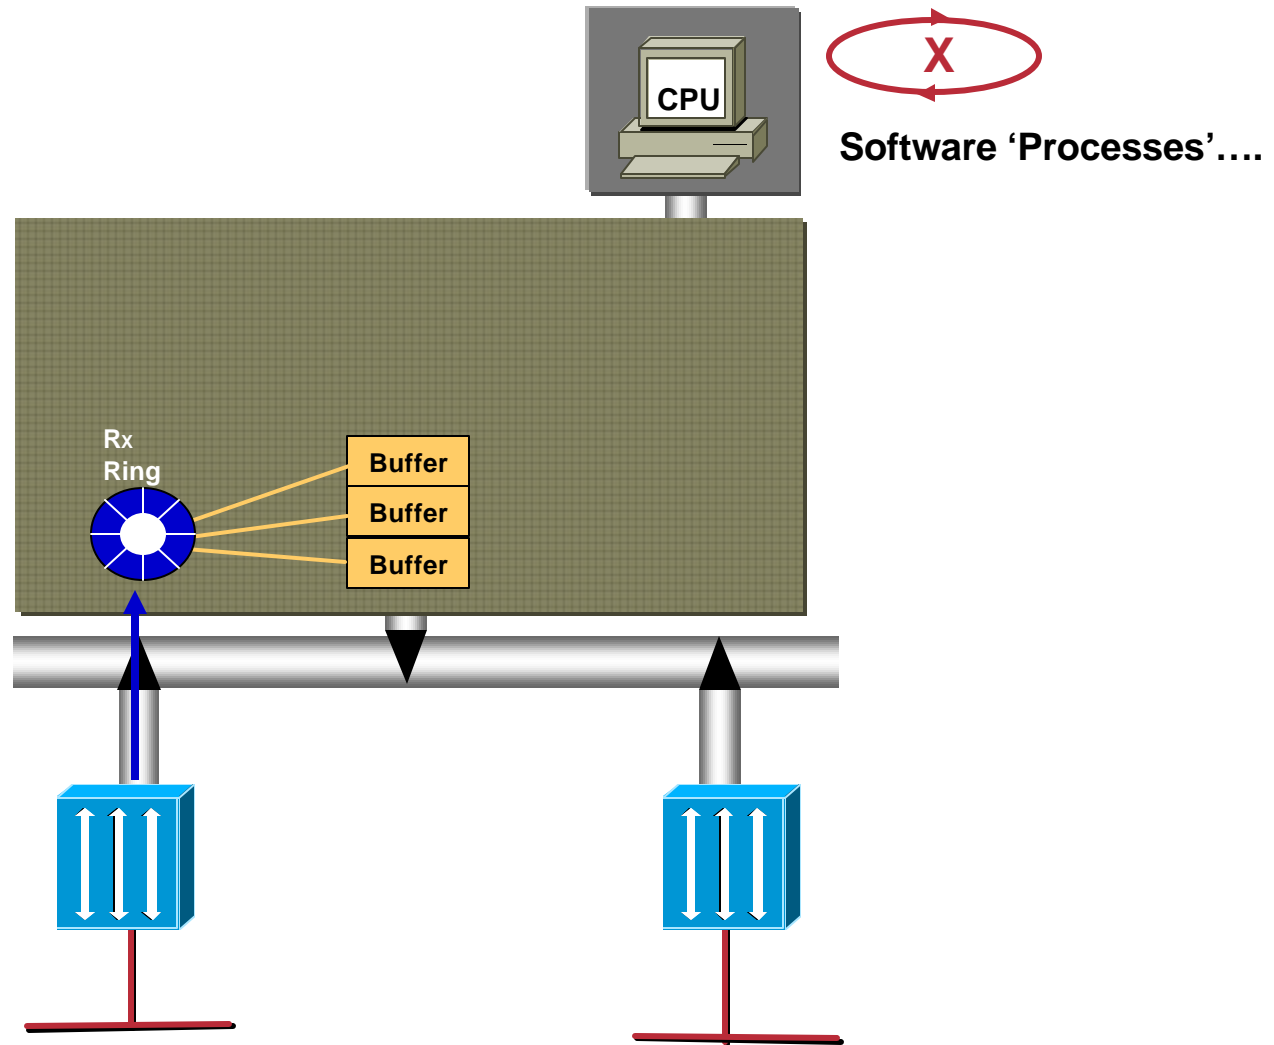 X
CPU
Software ‘Processes’….
Rx
Ring
Buffer
Buffer
Buffer